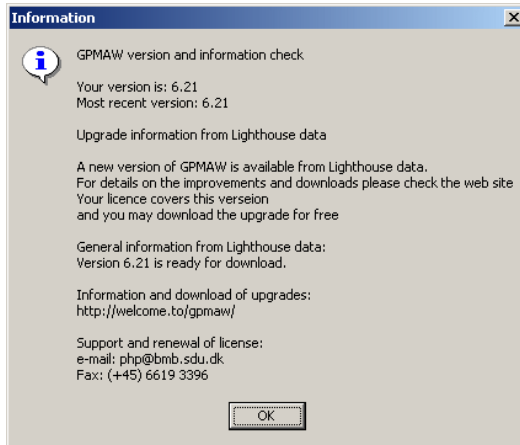 Information
GPMAW version and information check
Your version is: 6.21
Most recent version: 6.21
Upgrade information from Lighthouse data
A new version of GPMAW is available from Lighthouse data.
For details on the improvements and downloads please check the web site
Your licence covers this verseion
and you may download the upgrade for free
General information from Lighthouse data:
Version 6.21 is ready for download.
Information and download of upgrades:
http://welcome.to/gpmaw/
Support and renewal of license:
e-mail: php@bmb.sdu.dk
Fax: (+45) 6619 3396
OK